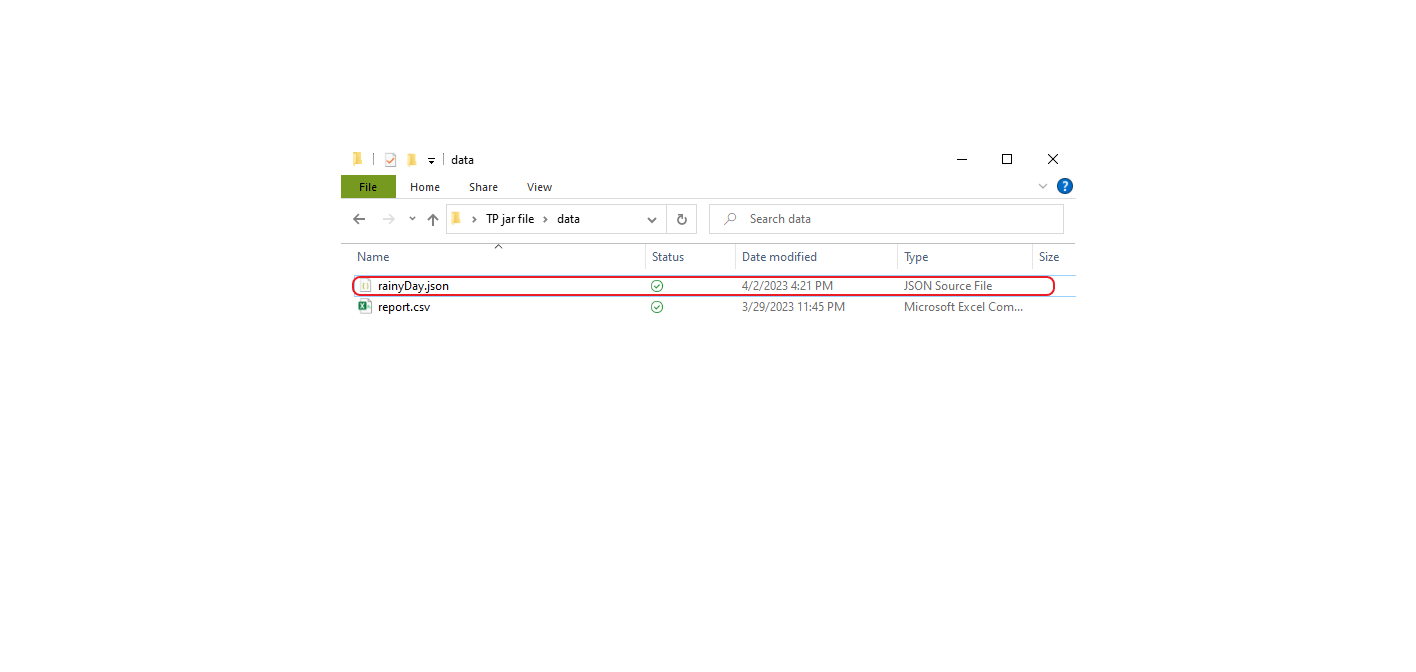 data
File Home Share View ?
TP jar file data Search data
Name Status Date modified Type Size
rainyDay.json 4/2/2023 4:21 PM JSON Source File
report.csv 3/29/2023 11:45 PM Microsoft Excel Com...